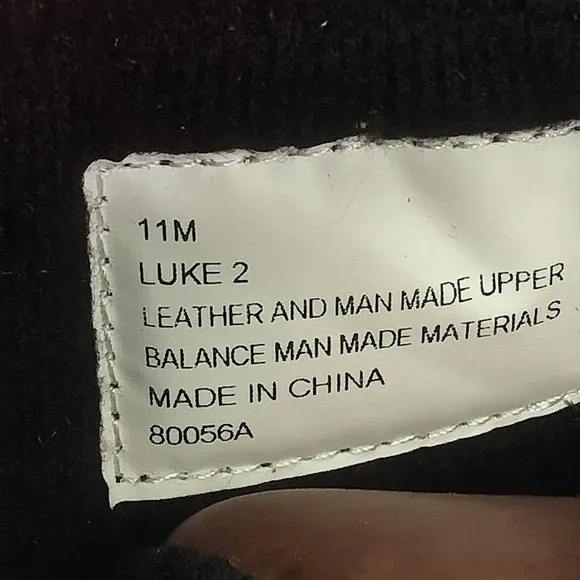 11M
LUKE 2
LEATHER AND MAN MADE UPPER
BALANCE MAN MADE MATERIALS
MADE IN CHINA
80056A